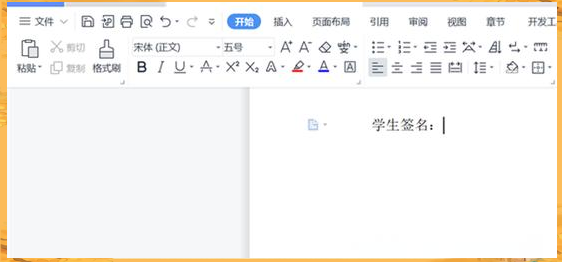 文件 开始 插入 页面布局 引用 审阅 视图 章节 开发工
剪切 宋体 (正文) 五号 A⁺ A⁻
粘贴 复制 格式刷 B I U A X² X₂ A A A
学生签名：